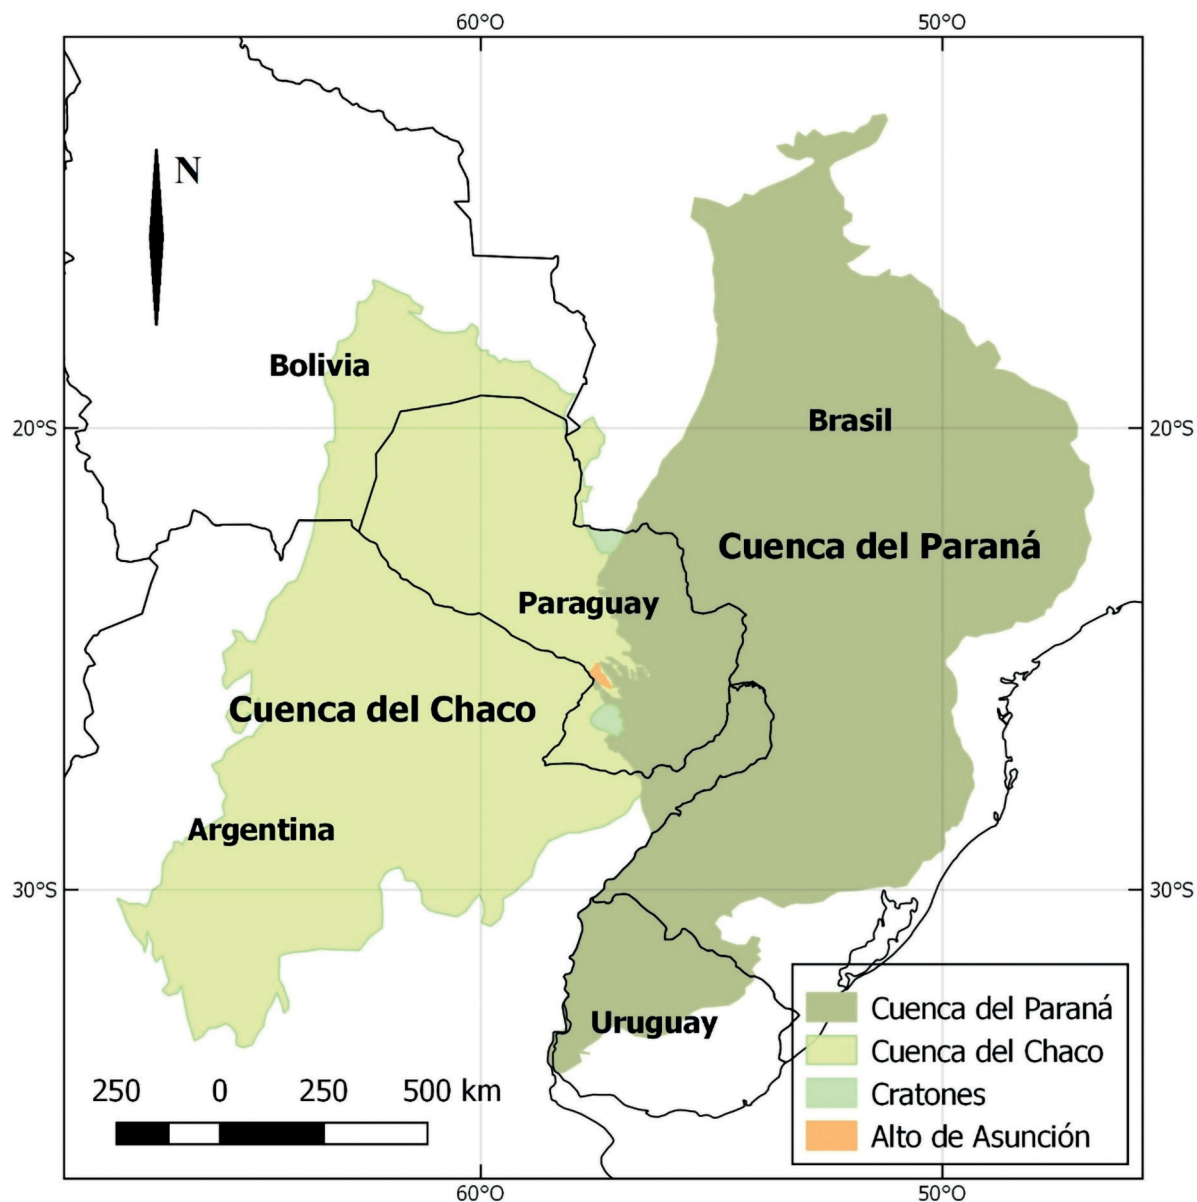 60°O 50°O
N
Bolivia
20°S 20°S
Brasil
Cuenca del Paraná
Paraguay
Cuenca del Chaco
Argentina
30°S 30°S
Uruguay
Cuenca del Paraná
Cuenca del Chaco
Cratones
Alto de Asunción
250 0 250 500 km
60°O 50°O